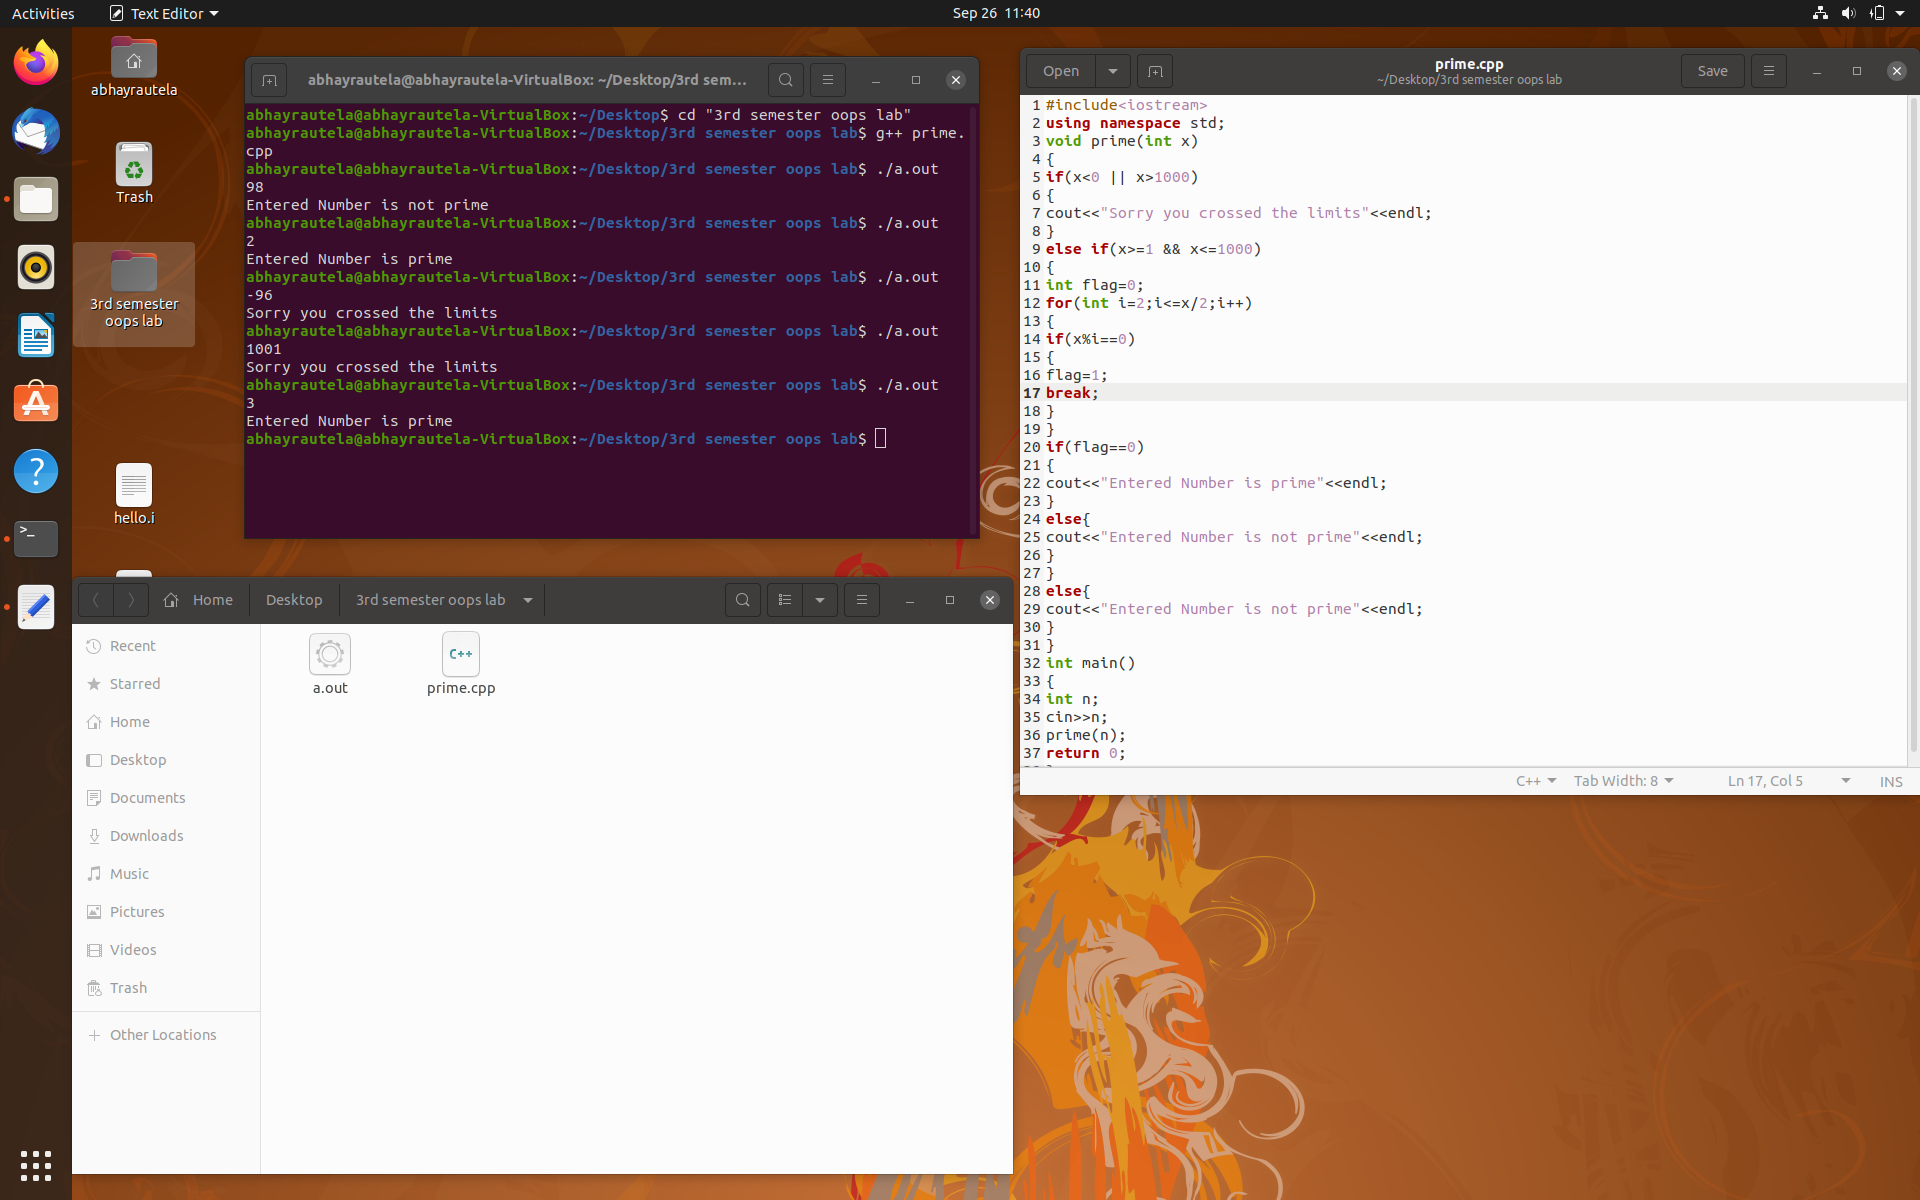 Activities
Text Editor
Sep 26 11:40
abhayrautela
Trash
3rd semester
oops lab
hello.i
abhayrautela@abhayrautela-VirtualBox: ~/Desktop/3rd sem...
abhayrautela@abhayrautela-VirtualBox:~/Desktop$ cd "3rd semester oops lab"
abhayrautela@abhayrautela-VirtualBox:~/Desktop/3rd semester oops lab$ g++ prime.
cpp
abhayrautela@abhayrautela-VirtualBox:~/Desktop/3rd semester oops lab$ ./a.out
98
Entered Number is not prime
abhayrautela@abhayrautela-VirtualBox:~/Desktop/3rd semester oops lab$ ./a.out
2
Entered Number is prime
abhayrautela@abhayrautela-VirtualBox:~/Desktop/3rd semester oops lab$ ./a.out
-96
Sorry you crossed the limits
abhayrautela@abhayrautela-VirtualBox:~/Desktop/3rd semester oops lab$ ./a.out
1001
Sorry you crossed the limits
abhayrautela@abhayrautela-VirtualBox:~/Desktop/3rd semester oops lab$ ./a.out
3
Entered Number is prime
abhayrautela@abhayrautela-VirtualBox:~/Desktop/3rd semester oops lab$
Open
prime.cpp
~/Desktop/3rd semester oops lab
Save
1 #include<iostream>
2 using namespace std;
3 void prime(int x)
4 {
5 if(x<0 || x>1000)
6 {
7 cout<<"Sorry you crossed the limits"<<endl;
8 }
9 else if(x>=1 && x<=1000)
10 {
11 int flag=0;
12 for(int i=2;i<=x/2;i++)
13 {
14 if(x%i==0)
15 {
16 flag=1;
17 break;
18 }
19 }
20 if(flag==0)
21 {
22 cout<<"Entered Number is prime"<<endl;
23 }
24 else{
25 cout<<"Entered Number is not prime"<<endl;
26 }
27 }
28 else{
29 cout<<"Entered Number is not prime"<<endl;
30 }
31 }
32 int main()
33 {
34 int n;
35 cin>>n;
36 prime(n);
37 return 0;
C++
Tab Width: 8
Ln 17, Col 5
INS
Home
Desktop
3rd semester oops lab
Recent
Starred
Home
Desktop
Documents
Downloads
Music
Pictures
Videos
Trash
Other Locations
a.out
C++
prime.cpp